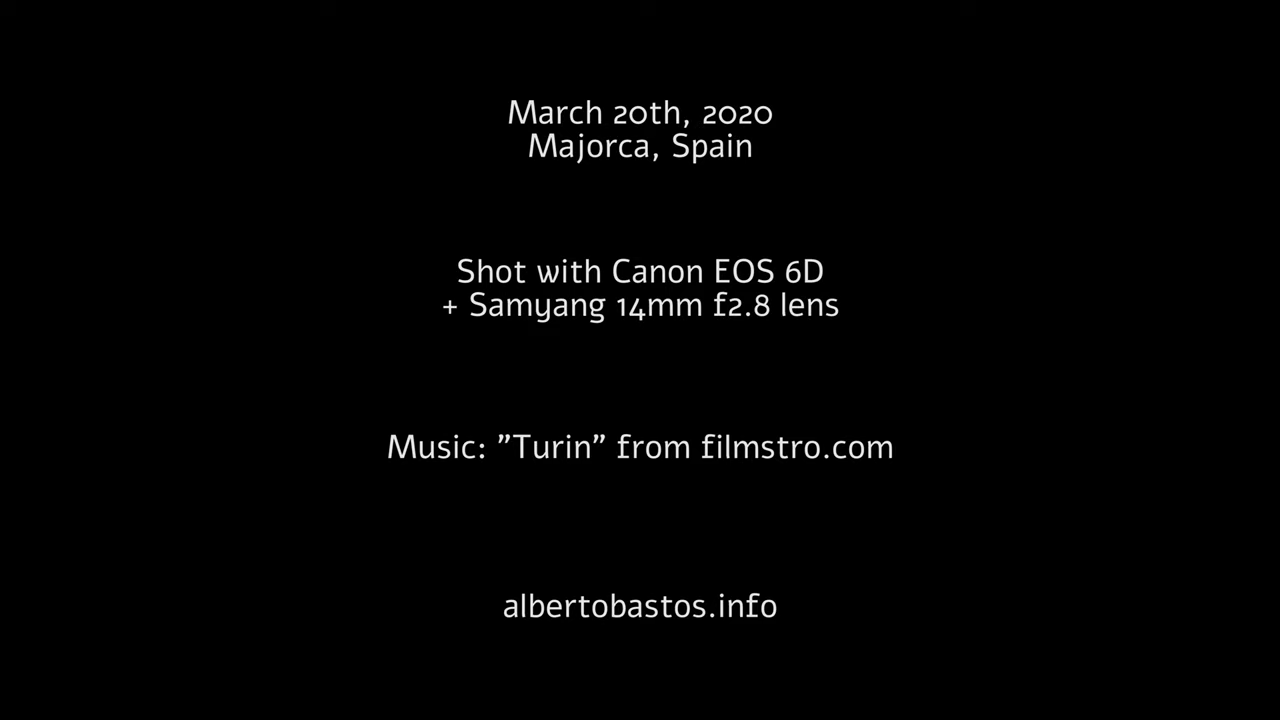 March 20th, 2020
Majorca, Spain
Shot with Canon EOS 6D
+ Samyang 14mm f2.8 lens
Music: ”Turin” from filmstro.com
albertobastos.info